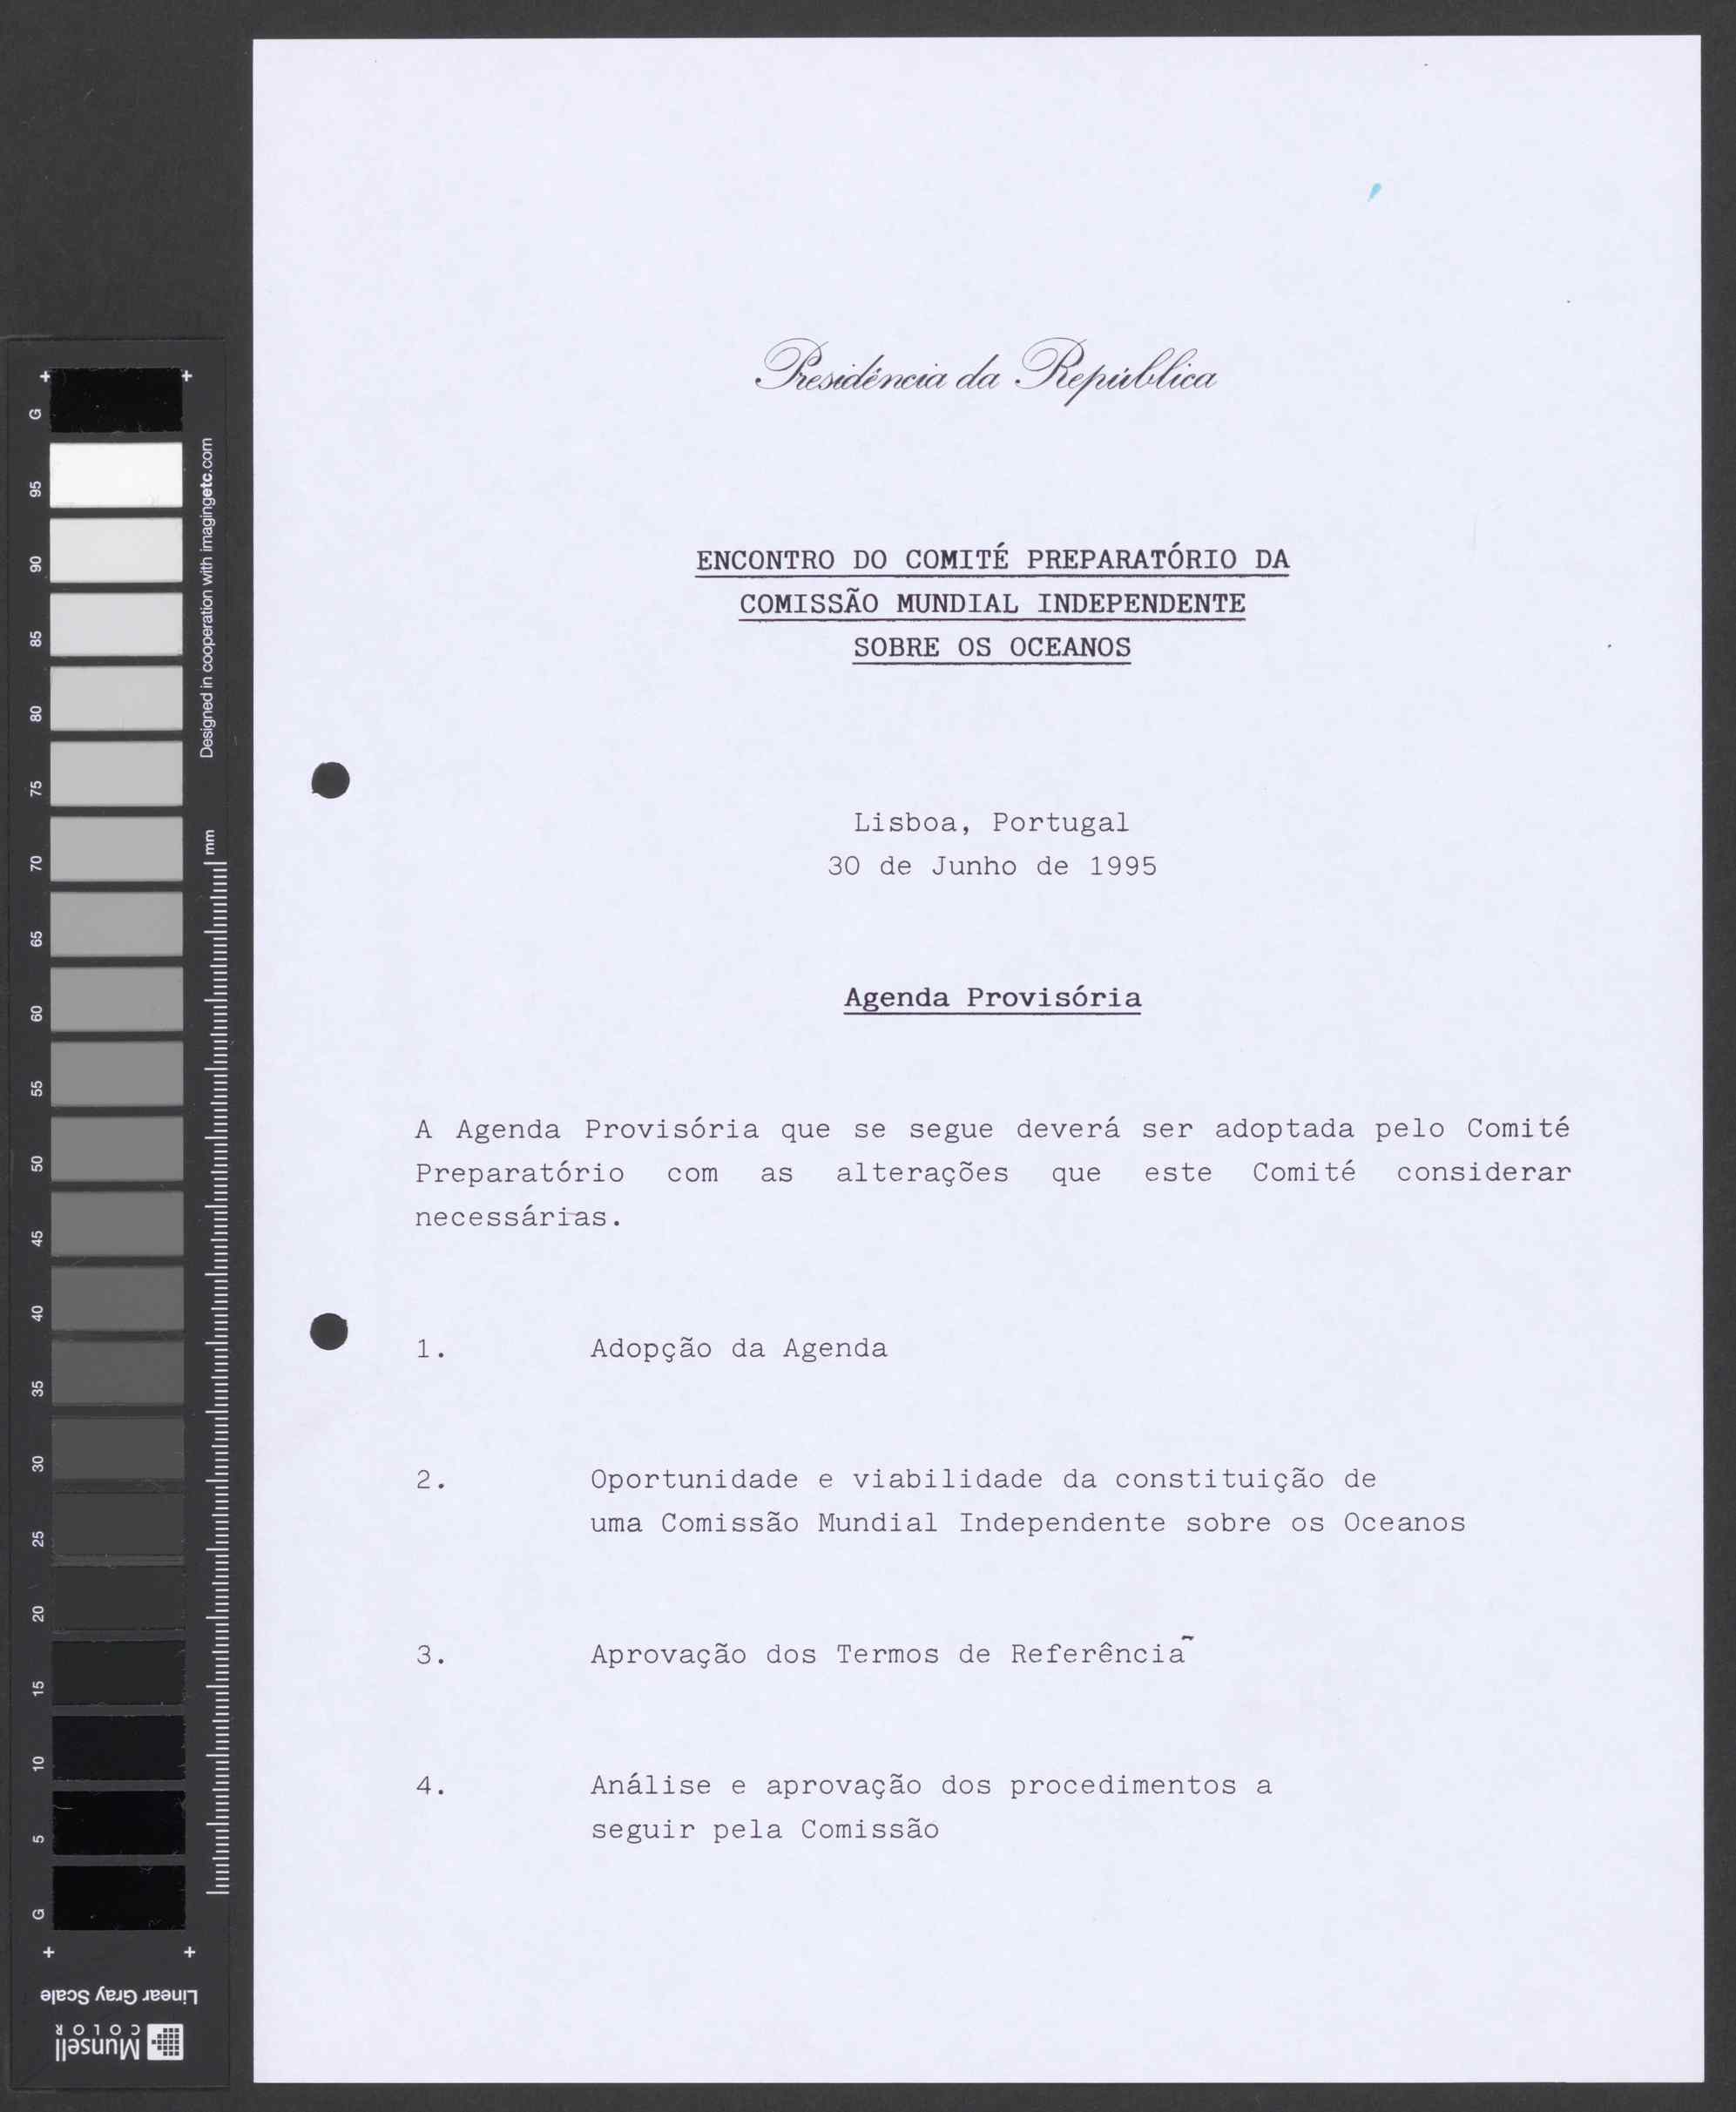 Presidência da República
ENCONTRO DO COMITÉ PREPARATÓRIO DA
COMISSÃO MUNDIAL INDEPENDENTE
SOBRE OS OCEANOS
Lisboa, Portugal
30 de Junho de 1995
Agenda Provisória
A Agenda Provisória que se segue deverá ser adoptada pelo Comité
Preparatório com as alterações que este Comité considerar
necessárias.
1. Adopção da Agenda
2. Oportunidade e viabilidade da constituição de
uma Comissão Mundial Independente sobre os Oceanos
3. Aprovação dos Termos de Referência
4. Análise e aprovação dos procedimentos a
seguir pela Comissão
G
95
90
85
80
75
70
65
60
55
50
45
40
35
30
25
20
15
10
5
G
Designed in cooperation with imagingetc.com
mm
Linear Gray Scale
Munsell
COLOR